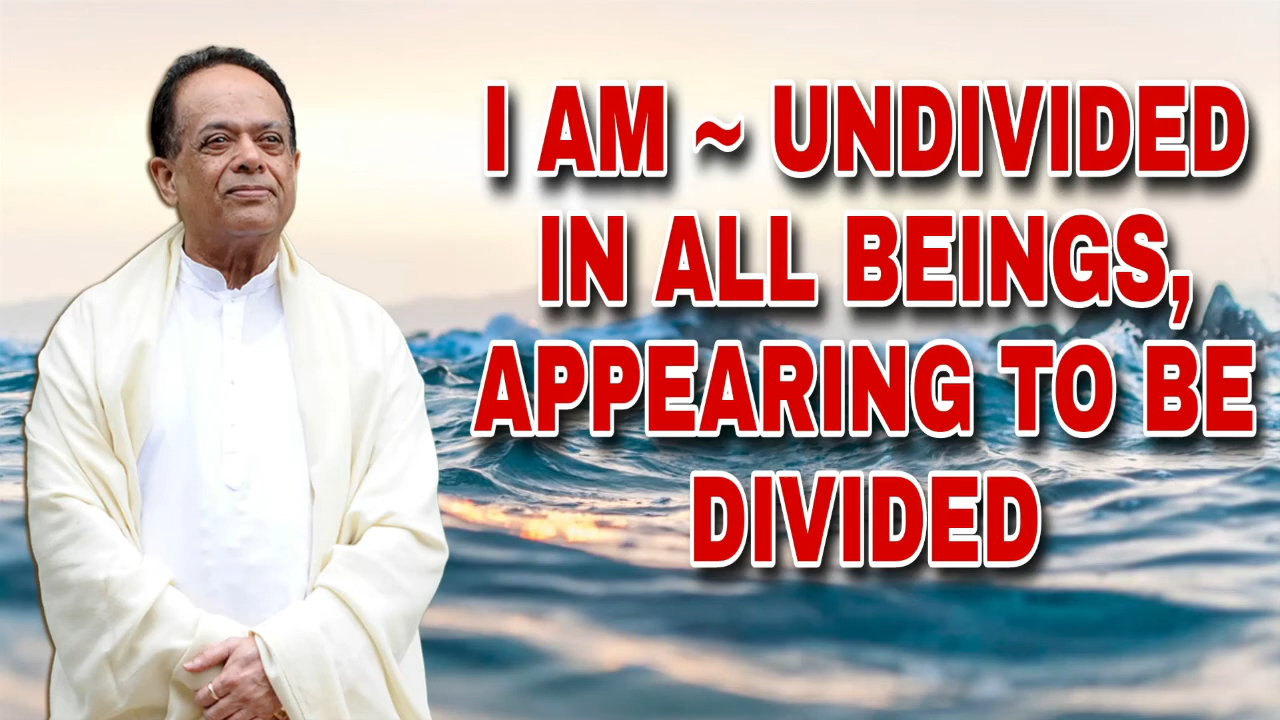 I AM ~ UNDIVIDED
IN ALL BEINGS,
APPEARING TO BE
DIVIDED